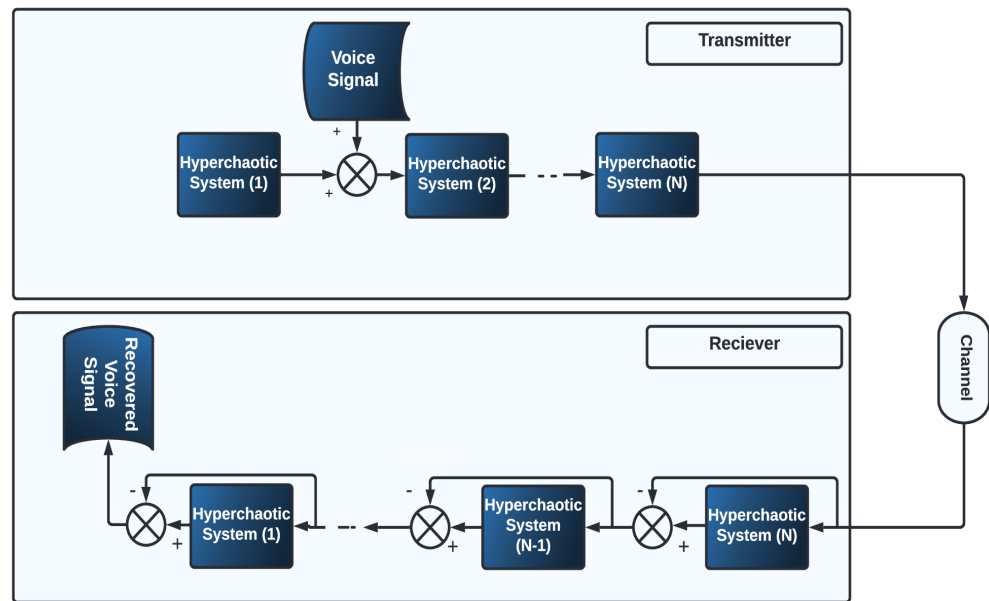 Transmitter
Voice
Signal
+
Hyperchaotic
System (1)
+
Hyperchaotic
System (2)
Hyperchaotic
System (N)
Channel
Reciever
Recovered
Voice
Signal
-
+
Hyperchaotic
System (1)
-
+
Hyperchaotic
System
(N-1)
-
+
Hyperchaotic
System (N)